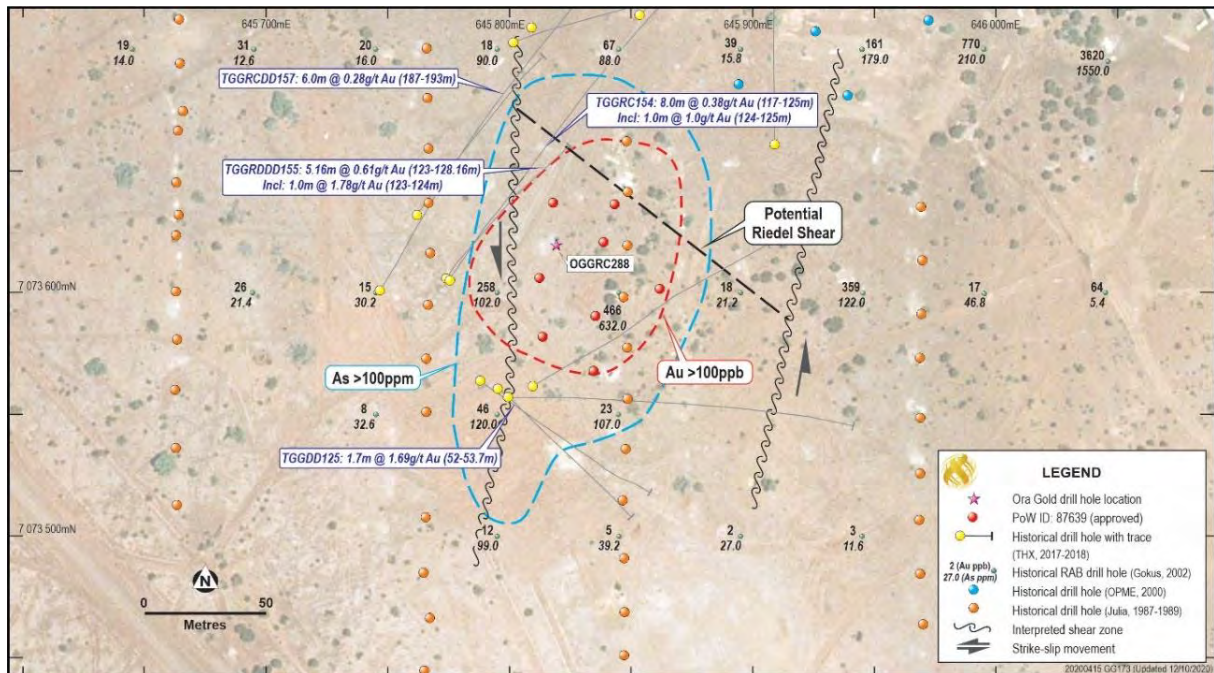 645 700mE
645 800mE
645 900mE
646 000mE
19
14.0
31
12.6
20
16.0
18
90.0
67
88.0
39
15.8
161
179.0
770
210.0
3620
1550.0
TGGRCDD157: 6.0m @ 0.28g/t Au (187-193m)
TGGRC154: 8.0m @ 0.38g/t Au (117-125m)
Incl: 1.0m @ 1.0g/t Au (124-125m)
TGGRDDD155: 5.16m @ 0.61g/t Au (123-128.16m)
Incl: 1.0m @ 1.78g/t Au (123-124m)
Potential
Riedel Shear
OGGRC288
7 073 600mN
26
21.4
15
30.2
258
102.0
466
632.0
18
21.2
359
122.0
17
46.8
64
5.4
As >100ppm
Au >100ppb
8
32.6
46
120.0
23
107.0
TGGDD125: 1.7m @ 1.69g/t Au (52-53.7m)
7 073 500mN
12
99.0
5
39.2
2
27.0
3
11.6
N
0
50
Metres
LEGEND
Ora Gold drill hole location
PoW ID: 87639 (approved)
Historical drill hole with trace
(THX, 2017-2018)
2 (Au ppb)
27.0 (As ppm)
Historical RAB drill hole (Gokus, 2002)
Historical drill hole (OPME, 2000)
Historical drill hole (Julia, 1987-1989)
Interpreted shear zone
Strike-slip movement
20200415 GG173 (Updated 12/10/2020)